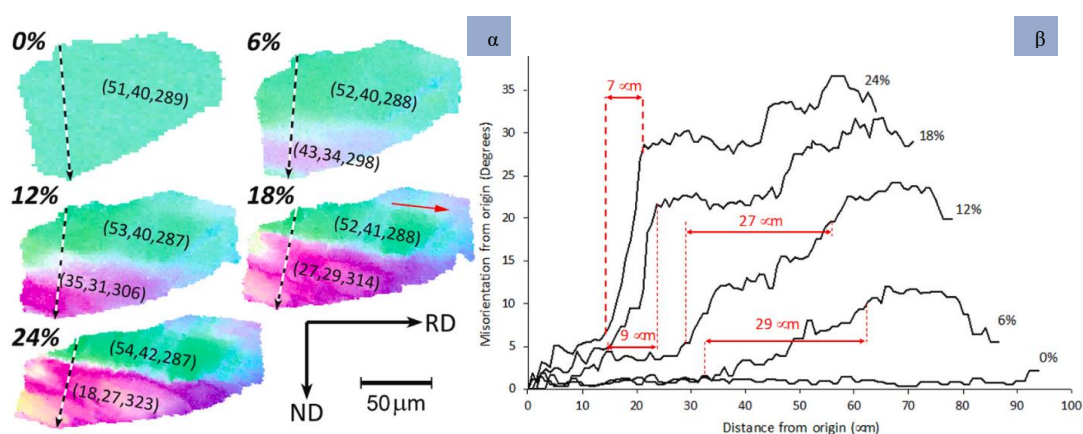 0%
6%
(51,40,289)
(52,40,288)
(43,34,298)
12%
18%
(53,40,287)
(52,41,288)
(35,31,306)
(27,29,314)
24%
(54,42,287)
(18,27,323)
RD
ND
50 μm
α
β
Misorientation from origin (Degrees)
35
30
25
20
15
10
5
0
7 ∝m
24%
18%
27 ∝m
12%
9 ∝m
29 ∝m
6%
0%
0 10 20 30 40 50 60 70 80 90 100
Distance from origin (∝m)